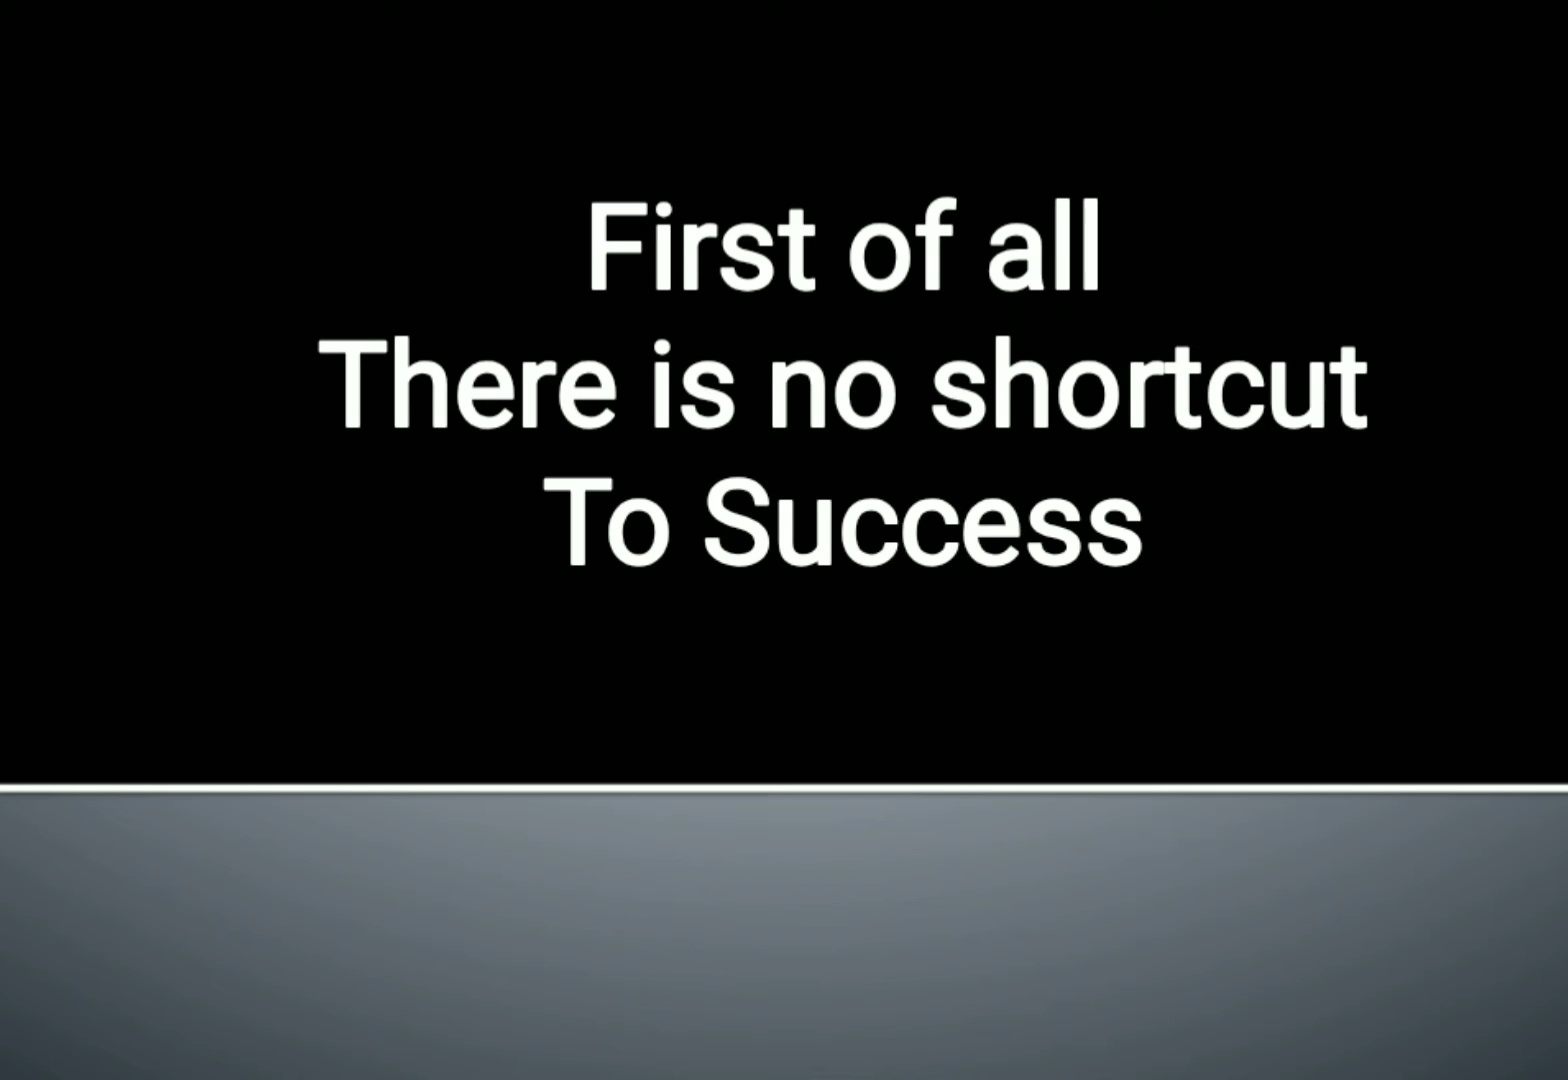 First of all
There is no shortcut
To Success